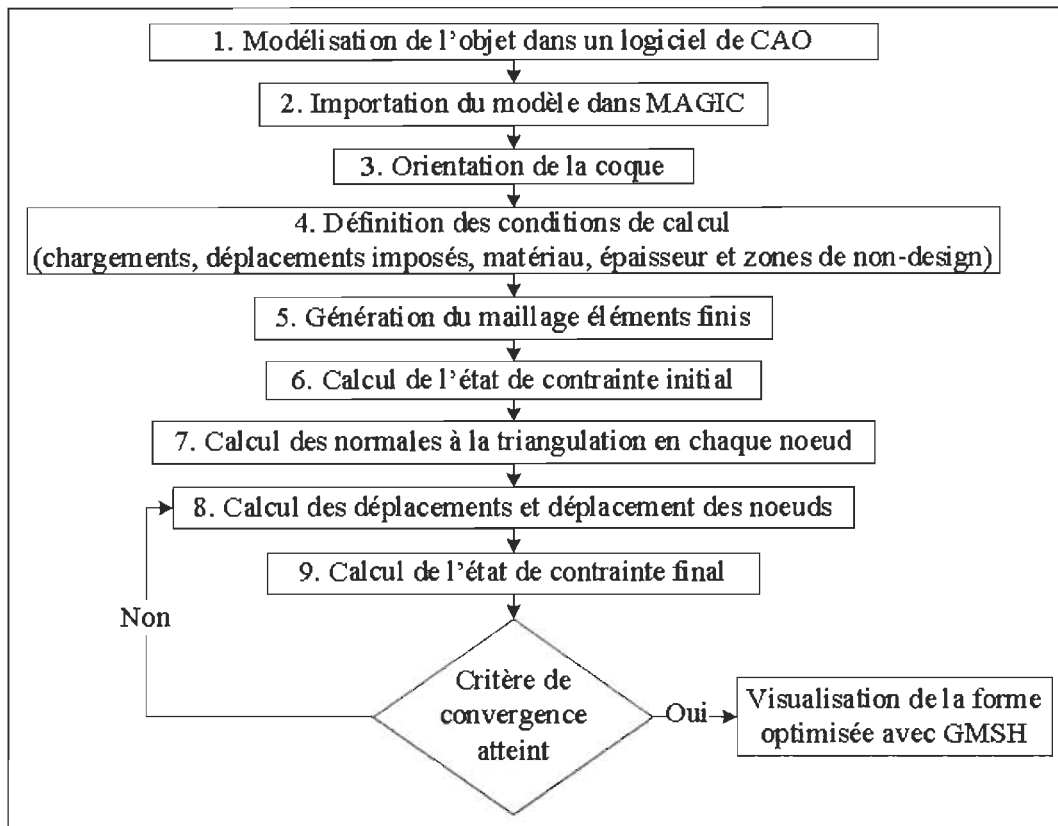 1. Modélisation de l'objet dans un logiciel de CAO
2. Importation du modèle dans MAGIC
3. Orientation de la coque
4. Définition des conditions de calcul
(chargements, déplacements imposés, matériau, épaisseur et zones de non-design)
5. Génération du maillage éléments finis
6. Calcul de l'état de contrainte initial
7. Calcul des normales à la triangulation en chaque noeud
8. Calcul des déplacements et déplacement des noeuds
9. Calcul de l'état de contrainte final
Non
Critère de
convergence
atteint
Oui
Visualisation de la forme
optimisée avec GMSH